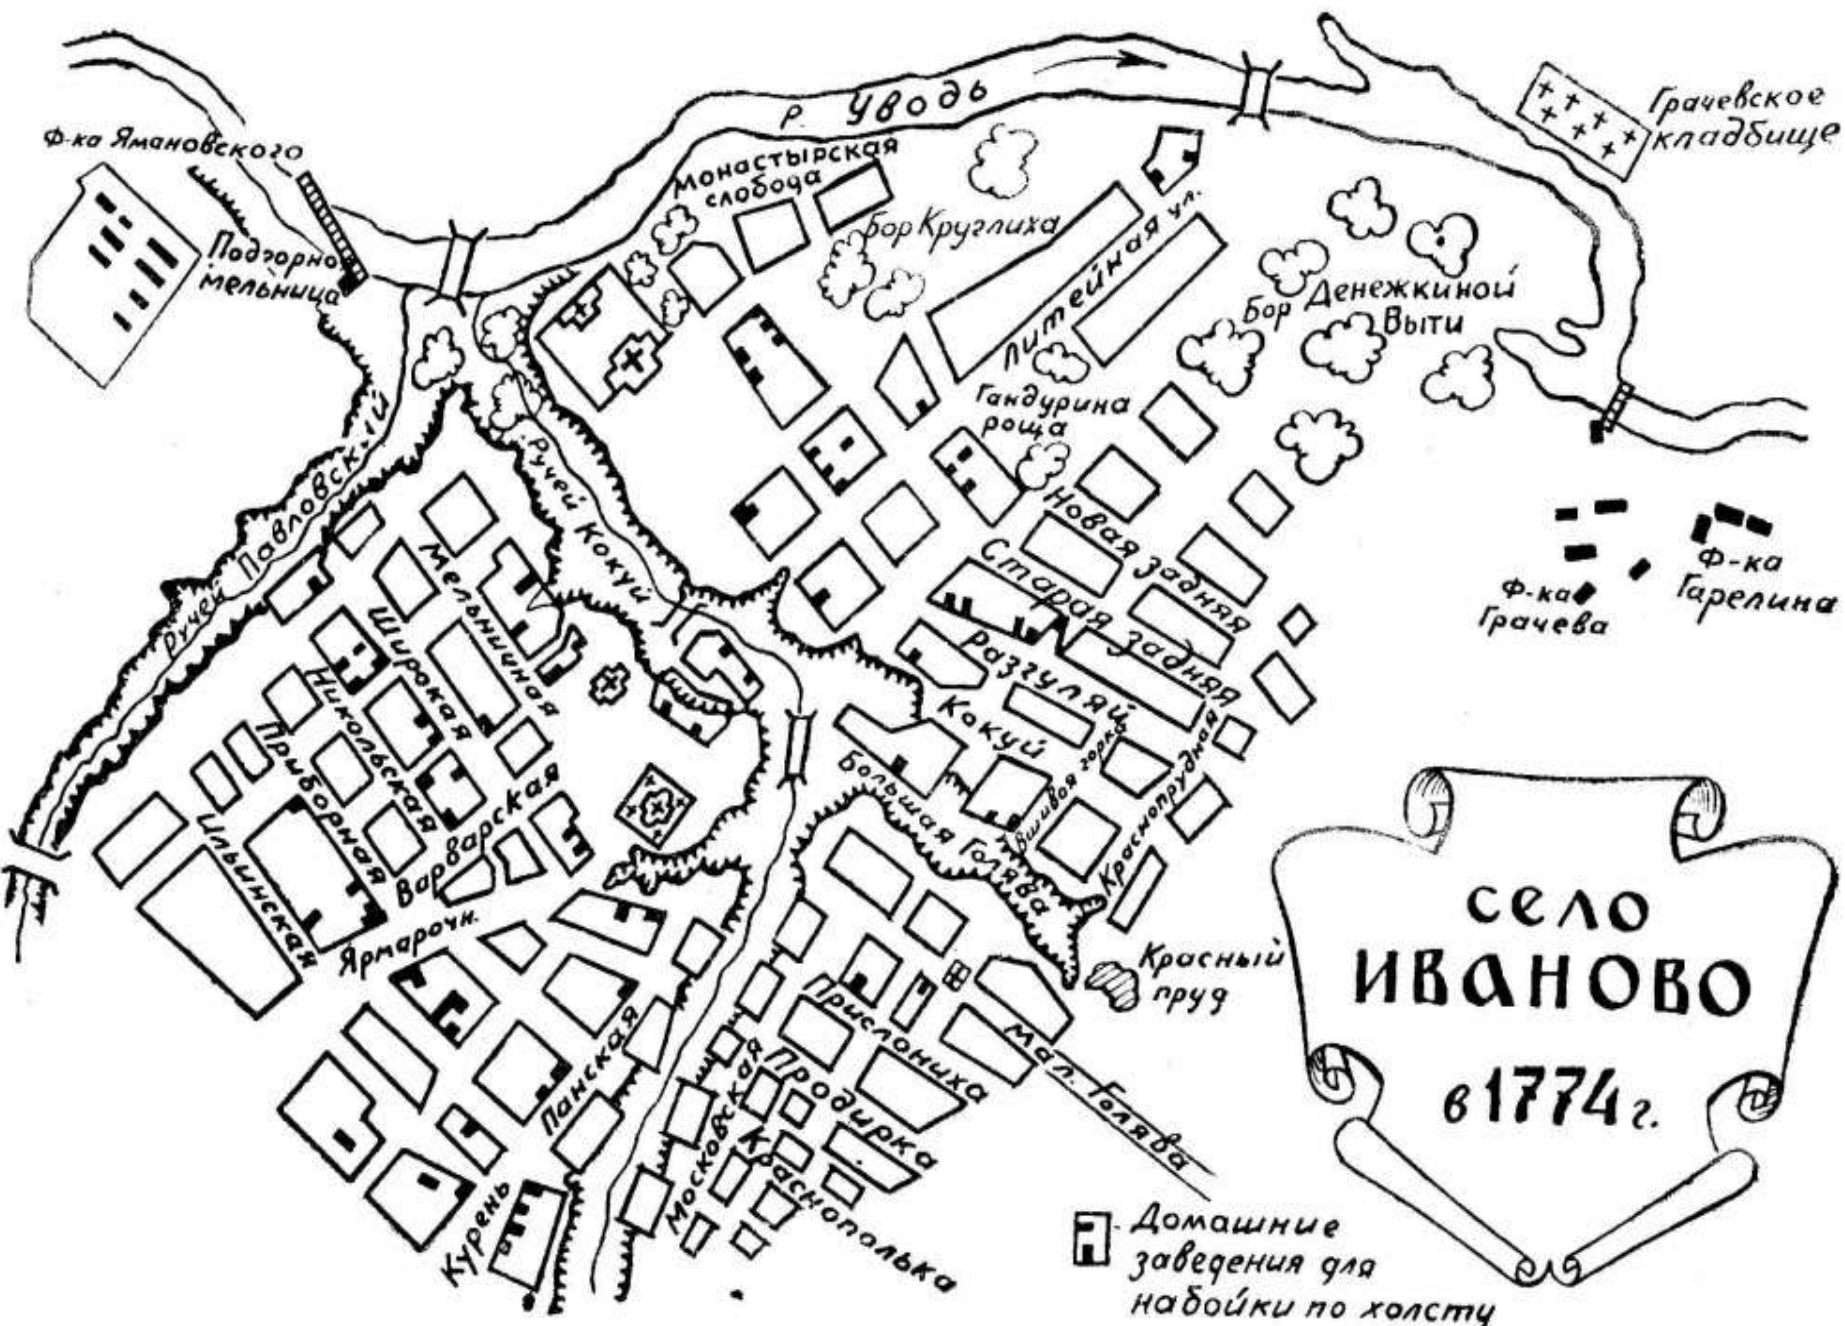 р. Уводь
Грачевское
кладбище
Ф-ка Ямановского
Монастырская
слобода
Подгорно
мельница
Бор Круглиха
Литейная ул.
Бор Денежкиной
Выти
Гандурина
роща
Ручей Павловский
Ручей Кокуй
Новая задняя
Старая задняя
Разгуляй
Кокуй
Вшивая горка
Краснопрудная
Большая Голява
Ф-ка
Грачева
Ф-ка
Гарелина
Мельничная
Широкая
Никольская
Приборная
Ильинская
Варварская
Ярмарочн.
Панская
Курень
Московская
Краснополька
Продирка
Прислониха
Мал. Голява
Красный
пруд
село
Иваново
в 1774 г.
- Домашние
заведения для
набойки по холсту